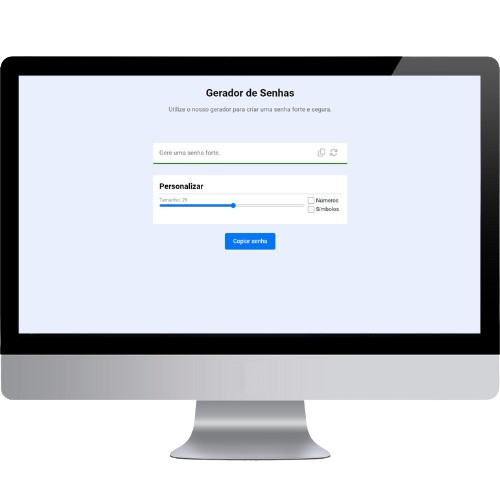 Gerador de Senhas
Utilize o nosso gerador para criar uma senha forte e segura.
Gere uma senha forte.
Personalizar
Tamanho: 25
Números
Símbolos
Copiar senha